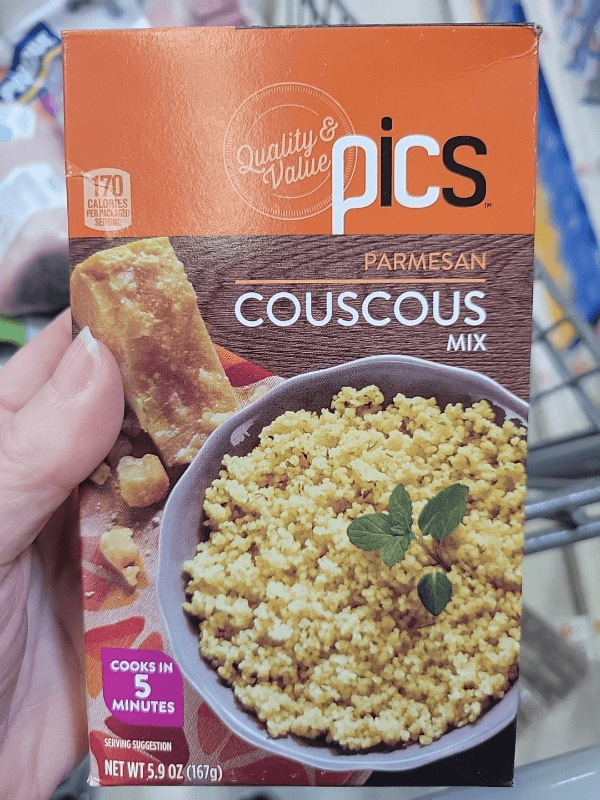 Quality &
Value
pics™
170
CALORIES
PER PACKAGED
SERVING
PARMESAN
COUSCOUS
MIX
COOKS IN
5
MINUTES
SERVING SUGGESTION
NET WT 5.9 OZ (167g)